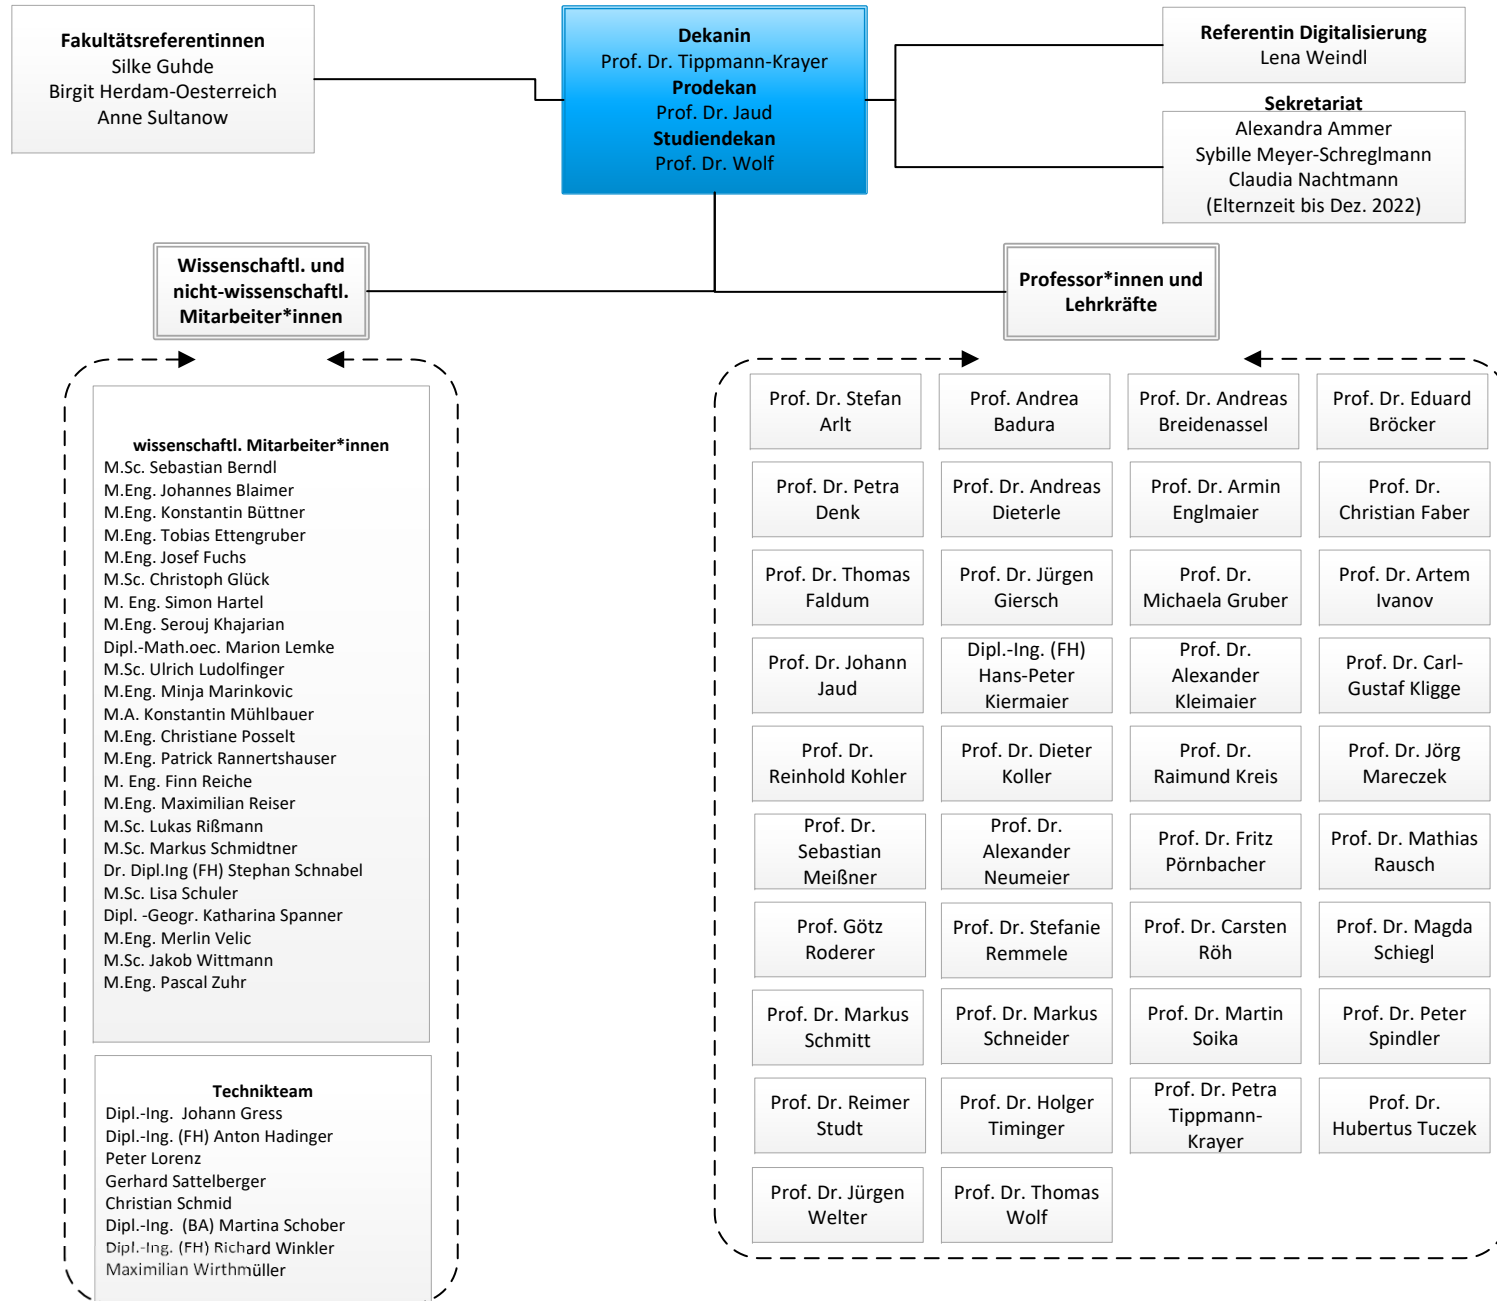 Fakultätsreferentinnen
Silke Guhde
Birgit Herdam-Oesterreich
Anne Sultanow
Dekanin
Prof. Dr. Tippmann-Krayer
Prodekan
Prof. Dr. Jaud
Studiendekan
Prof. Dr. Wolf
Referentin Digitalisierung
Lena Weindl
Sekretariat
Alexandra Ammer
Sybille Meyer-Schreglmann
Claudia Nachtmann
(Elternzeit bis Dez. 2022)
Wissenschaftl. und
nicht-wissenschaftl.
Mitarbeiter*innen
Professor*innen und
Lehrkräfte
wissenschaftl. Mitarbeiter*innen
M.Sc. Sebastian Berndl
M.Eng. Johannes Blaimer
M.Eng. Konstantin Büttner
M.Eng. Tobias Ettengruber
M.Eng. Josef Fuchs
M.Sc. Christoph Glück
M. Eng. Simon Hartel
M.Eng. Serouj Khajarian
Dipl.-Math.oec. Marion Lemke
M.Sc. Ulrich Ludolfinger
M.Eng. Minja Marinkovic
M.A. Konstantin Mühlbauer
M.Eng. Christiane Posselt
M.Eng. Patrick Rannertshauser
M. Eng. Finn Reiche
M.Eng. Maximilian Reiser
M.Sc. Lukas Rißmann
M.Sc. Markus Schmidtner
Dr. Dipl.Ing (FH) Stephan Schnabel
M.Sc. Lisa Schuler
Dipl. -Geogr. Katharina Spanner
M.Eng. Merlin Velic
M.Sc. Jakob Wittmann
M.Eng. Pascal Zuhr
Technikteam
Dipl.-Ing. Johann Gress
Dipl.-Ing. (FH) Anton Hadinger
Peter Lorenz
Gerhard Sattelberger
Christian Schmid
Dipl.-Ing. (BA) Martina Schober
Dipl.-Ing. (FH) Richard Winkler
Maximilian Wirthmüller
Prof. Dr. Stefan
Arlt
Prof. Andrea
Badura
Prof. Dr. Andreas
Breidenassel
Prof. Dr. Eduard
Bröcker
Prof. Dr. Petra
Denk
Prof. Dr. Andreas
Dieterle
Prof. Dr. Armin
Englmaier
Prof. Dr.
Christian Faber
Prof. Dr. Thomas
Faldum
Prof. Dr. Jürgen
Giersch
Prof. Dr.
Michaela Gruber
Prof. Dr. Artem
Ivanov
Prof. Dr. Johann
Jaud
Dipl.-Ing. (FH)
Hans-Peter
Kiermaier
Prof. Dr.
Alexander
Kleimaier
Prof. Dr. Carl-
Gustaf Kligge
Prof. Dr.
Reinhold Kohler
Prof. Dr. Dieter
Koller
Prof. Dr.
Raimund Kreis
Prof. Dr. Jörg
Mareczek
Prof. Dr.
Sebastian
Meißner
Prof. Dr.
Alexander
Neumeier
Prof. Dr. Fritz
Pörnbacher
Prof. Dr. Mathias
Rausch
Prof. Götz
Roderer
Prof. Dr. Stefanie
Remmele
Prof. Dr. Carsten
Röh
Prof. Dr. Magda
Schiegl
Prof. Dr. Markus
Schmitt
Prof. Dr. Markus
Schneider
Prof. Dr. Martin
Soika
Prof. Dr. Peter
Spindler
Prof. Dr. Reimer
Studt
Prof. Dr. Holger
Timinger
Prof. Dr. Petra
Tippmann-
Krayer
Prof. Dr.
Hubertus Tuczek
Prof. Dr. Jürgen
Welter
Prof. Dr. Thomas
Wolf